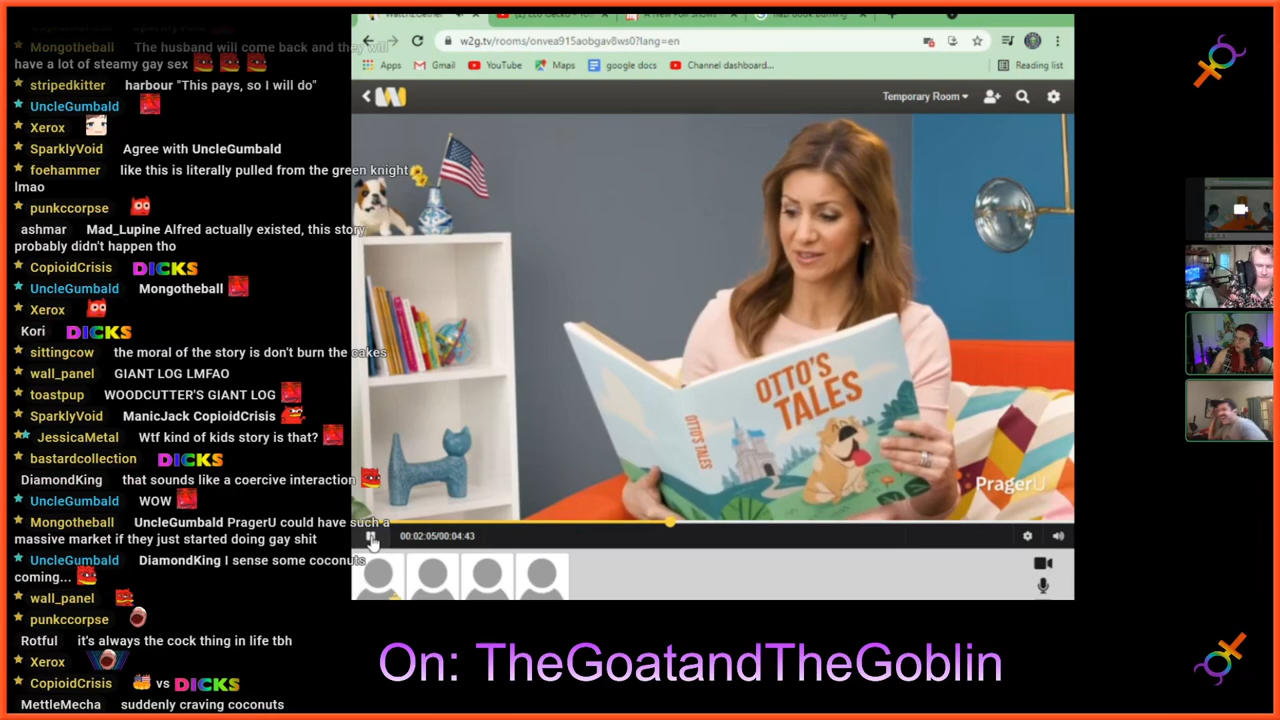 Mongotheball The husband will come back and they will
have a lot of steamy gay sex
stripedkitter harbour "This pays, so I will do"
UncleGumbald
Xerox
SparklyVoid Agree with UncleGumbald
foehammer like this is literally pulled from the green knight
lmao
punkccorpse
ashmar Mad_Lupine Alfred actually existed, this story
probably didn't happen tho
CopioidCrisis DICKS
UncleGumbald Mongotheball
Xerox
Kori DICKS
sittingcow the moral of the story is don't burn the cakes
wall_panel GIANT LOG LMFAO
toastpup WOODCUTTER'S GIANT LOG
SparklyVoid ManicJack CopioidCrisis
JessicaMetal Wtf kind of kids story is that?
bastardcollection DICKS
DiamondKing that sounds like a coercive interaction
UncleGumbald WOW
Mongotheball UncleGumbald PragerU could have such a
massive market if they just started doing gay shit
UncleGumbald DiamondKing I sense some coconuts
coming...
wall_panel
punkccorpse
Rotful it's always the cock thing in life tbh
Xerox
CopioidCrisis vs DICKS
MettleMecha suddenly craving coconuts
w2g.tv/rooms/onvea915aobgav8ws0?lang=en
Apps Gmail YouTube Maps google docs Channel dashboard... Reading list
Temporary Room
OTTO'S
TALES
OTTO'S TALES
PragerU
00:02:05/00:04:43
On: TheGoatandTheGoblin